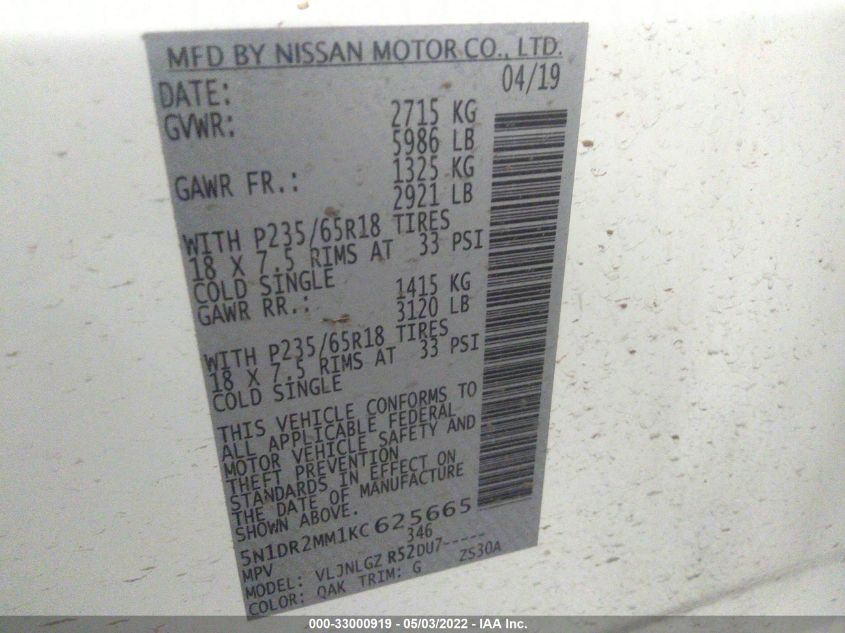 MFD BY NISSAN MOTOR CO., LTD.
DATE: 04/19
GVWR: 2715 KG
5986 LB
GAWR FR.: 1325 KG
2921 LB
WITH P235/65R18 TIRES
18 X 7.5 RIMS AT 33 PSI
COLD SINGLE
GAWR RR.: 1415 KG
3120 LB
WITH P235/65R18 TIRES
18 X 7.5 RIMS AT 33 PSI
COLD SINGLE
THIS VEHICLE CONFORMS TO
ALL APPLICABLE FEDERAL
MOTOR VEHICLE SAFETY AND
THEFT PREVENTION
STANDARDS IN EFFECT ON
THE DATE OF MANUFACTURE
SHOWN ABOVE.
5N1DR2MM1KC625665
MPV 346
MODEL: VLJNLGZ R52DU7-----
COLOR: QAK TRIM: G ZS30A
000-33000919 - 05/03/2022 - IAA Inc.